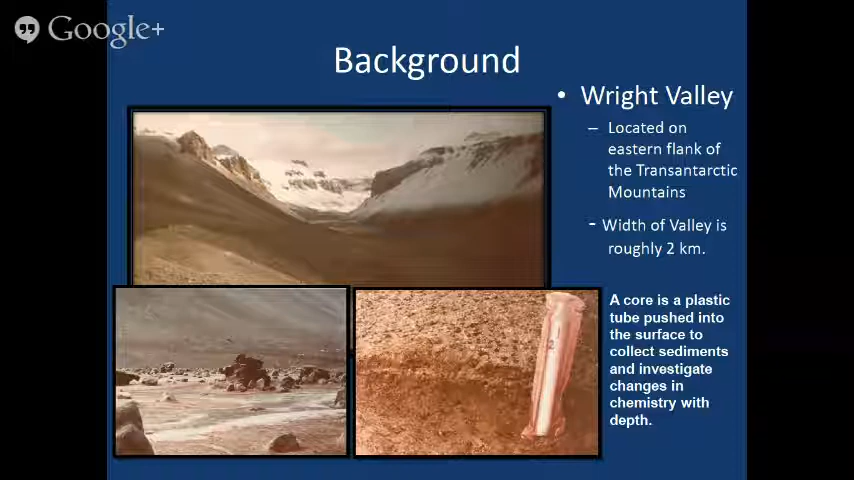 Google+
Background
• Wright Valley
– Located on
eastern flank of
the Transantarctic
Mountains
- Width of Valley is
roughly 2 km.
A core is a plastic
tube pushed into
the surface to
collect sediments
and investigate
changes in
chemistry with
depth.
2